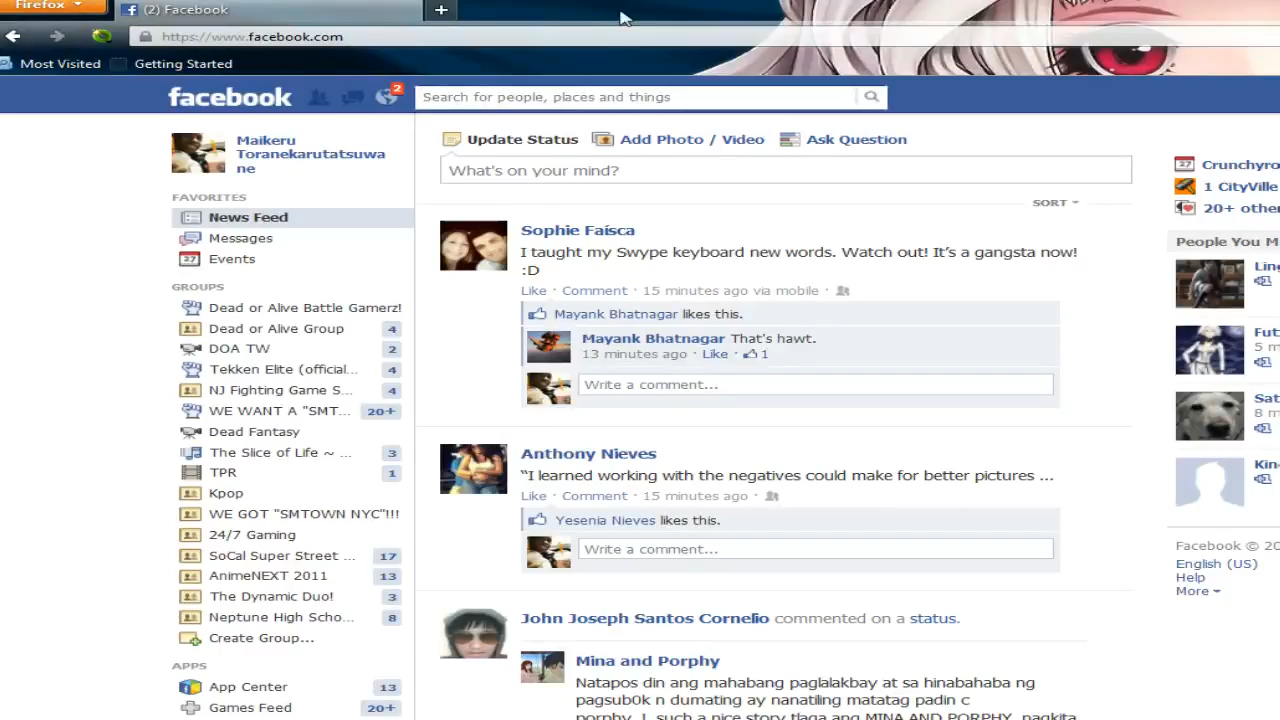 Firefox
(2) Facebook
https://www.facebook.com
Most Visited
Getting Started
facebook
2
Search for people, places and things
Maikeru
Toranekarutatsuwa
ne
FAVORITES
News Feed
Messages
27 Events
GROUPS
Dead or Alive Battle Gamerz!
Dead or Alive Group 4
DOA TW 2
Tekken Elite (official... 4
NJ Fighting Game S... 4
WE WANT A "SMT... 20+
Dead Fantasy
The Slice of Life ~ ... 3
TPR 1
Kpop
WE GOT "SMTOWN NYC"!!!
24/7 Gaming
SoCal Super Street ... 17
AnimeNEXT 2011 13
The Dynamic Duo! 3
Neptune High Scho... 8
Create Group...
APPS
App Center 13
Games Feed 20+
Update Status Add Photo / Video Ask Question
What's on your mind?
SORT
Sophie Faísca
I taught my Swype keyboard new words. Watch out! It's a gangsta now!
:D
Like · Comment · 15 minutes ago via mobile ·
Mayank Bhatnagar likes this.
Mayank Bhatnagar That's hawt.
13 minutes ago · Like · 1
Write a comment...
Anthony Nieves
“I learned working with the negatives could make for better pictures ...
Like · Comment · 15 minutes ago ·
Yesenia Nieves likes this.
Write a comment...
John Joseph Santos Cornelio commented on a status.
Mina and Porphy
Natapos din ang mahabang paglalakbay at sa hinabahaba ng
pagsub0k n dumating ay nanatiling matatag padin c
27 Crunchyro
1 CityVille
20+ other
People You M
Ling
Fut
5 m
Sat
8 m
Kin
Facebook © 20
English (US)
Help
More